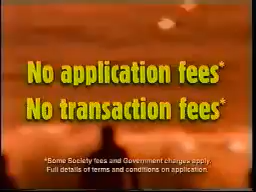 No application fees*
No transaction fees*
*Some Society fees and Government charges apply.
Full details of terms and conditions on application.